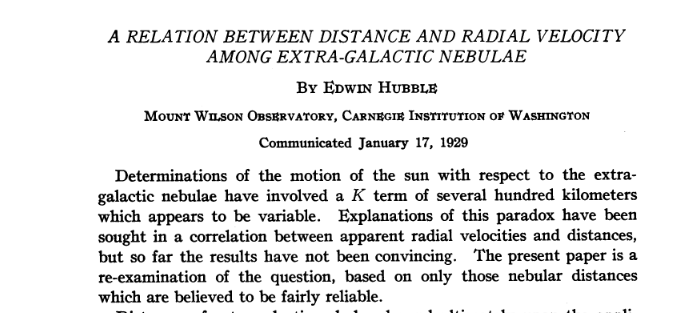 A RELATION BETWEEN DISTANCE AND RADIAL VELOCITY
AMONG EXTRA-GALACTIC NEBULAE
BY EDWIN HUBBLE
MOUNT WILSON OBSERVATORY, CARNEGIE INSTITUTION OF WASHINGTON
Communicated January 17, 1929
Determinations of the motion of the sun with respect to the extra-
galactic nebulae have involved a K term of several hundred kilometers
which appears to be variable. Explanations of this paradox have been
sought in a correlation between apparent radial velocities and distances,
but so far the results have not been convincing. The present paper is a
re-examination of the question, based on only those nebular distances
which are believed to be fairly reliable.